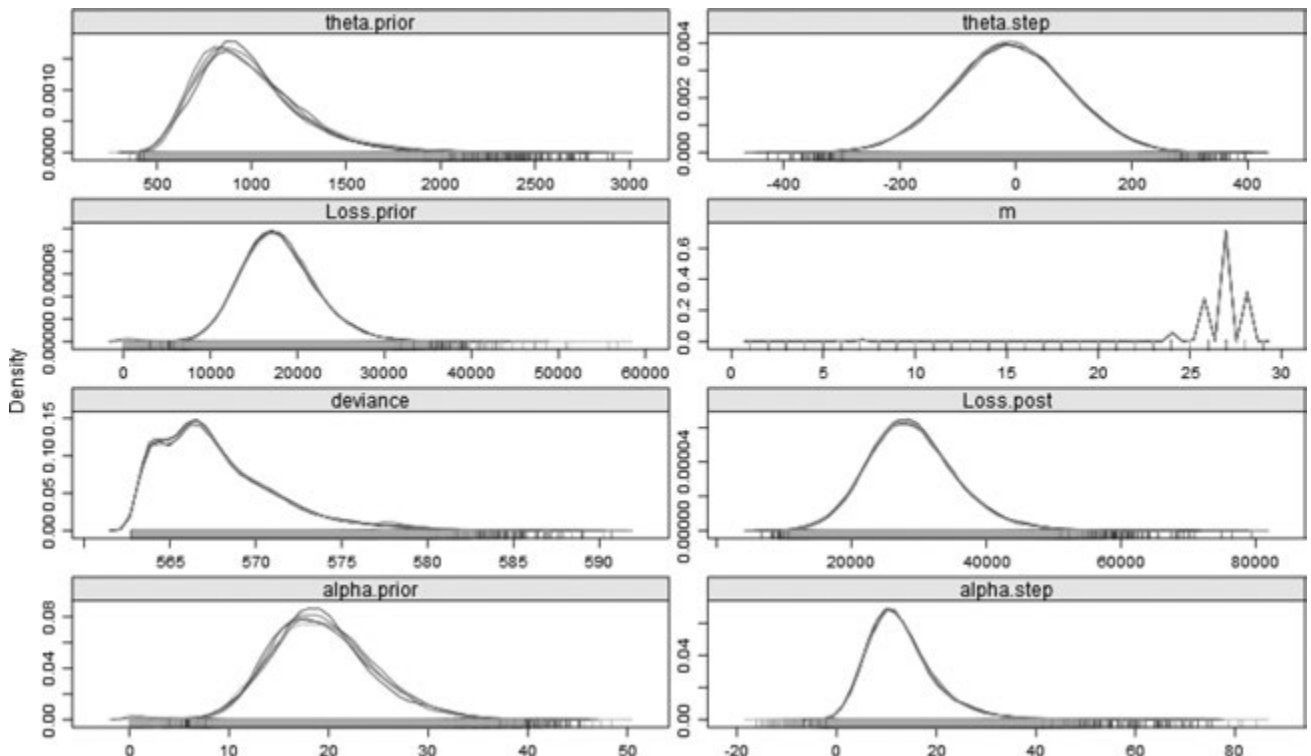 theta.prior
0.0000 0.0010
500 1000 1500 2000 2500 3000
theta.step
0.000 0.002 0.004
-400 -200 0 200 400
Loss.prior
0.00000 0.00006
0 10000 20000 30000 40000 50000 60000
m
0.0 0.2 0.4 0.6
0 5 10 15 20 25 30
Density
deviance
0.00 0.05 0.10 0.15
565 570 575 580 585 590
Loss.post
0.00000 0.00004
20000 40000 60000 80000
alpha.prior
0.00 0.04 0.08
0 10 20 30 40 50
alpha.step
0.00 0.04
-20 0 20 40 60 80